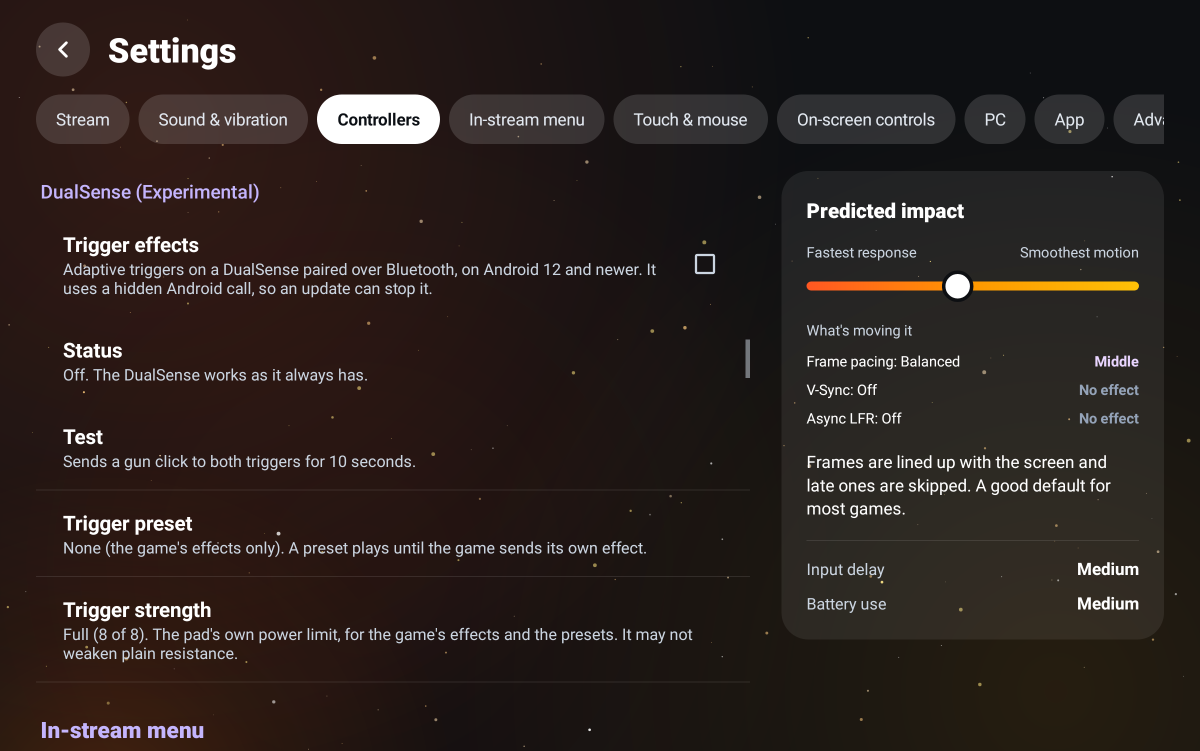 Settings
Stream
Sound & vibration
Controllers
In-stream menu
Touch & mouse
On-screen controls
PC
App
Adva
DualSense (Experimental)
Trigger effects
Adaptive triggers on a DualSense paired over Bluetooth, on Android 12 and newer. It
uses a hidden Android call, so an update can stop it.
Status
Off. The DualSense works as it always has.
Test
Sends a gun click to both triggers for 10 seconds.
Trigger preset
None (the game's effects only). A preset plays until the game sends its own effect.
Trigger strength
Full (8 of 8). The pad's own power limit, for the game's effects and the presets. It may not
weaken plain resistance.
In-stream menu
Predicted impact
Fastest response
Smoothest motion
What's moving it
Frame pacing: Balanced
Middle
V-Sync: Off
No effect
Async LFR: Off
No effect
Frames are lined up with the screen and
late ones are skipped. A good default for
most games.
Input delay
Medium
Battery use
Medium